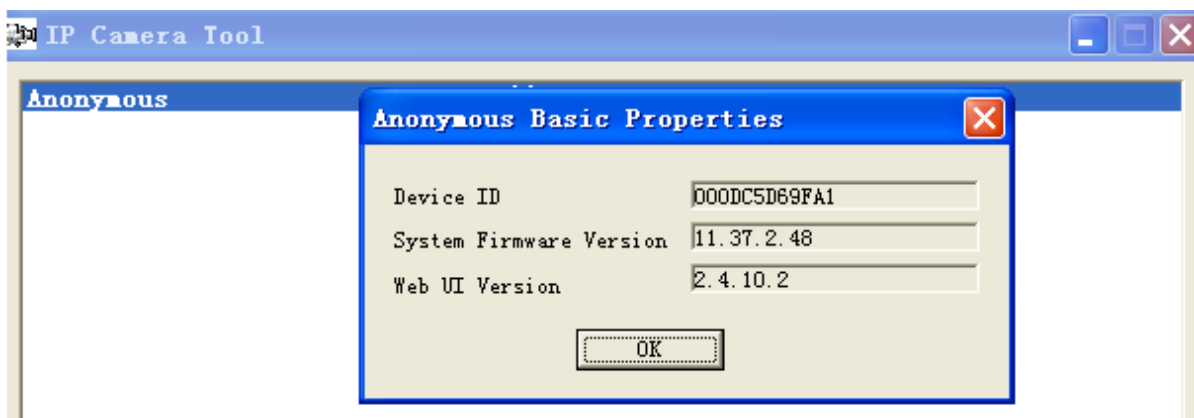 IP Camera Tool
Anonymous
Anonymous Basic Properties
Device ID 000DC5D69FA1
System Firmware Version 11.37.2.48
Web UI Version 2.4.10.2
OK